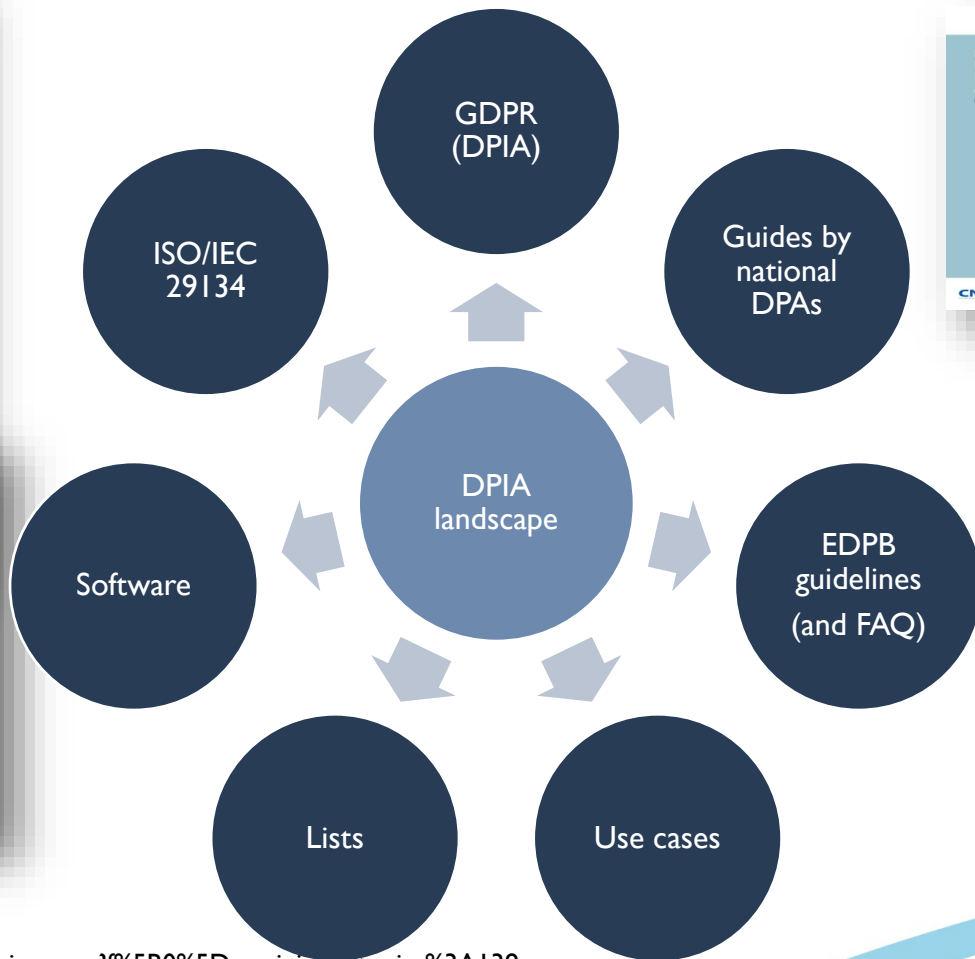 GDPR
(DPIA)
ISO/IEC
29134
Guides by
national
DPAs
DPIA
landscape
Software
EDPB
guidelines
(and FAQ)
Lists
Use cases